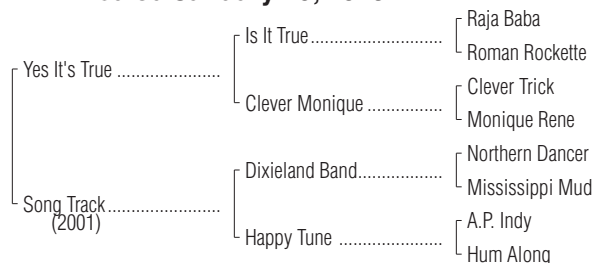 Raja Baba
Is It True
Roman Rockette
Yes It's True
Clever Trick
Clever Monique
Monique Rene
Northern Dancer
Dixieland Band
Mississippi Mud
Song Track
(2001)
A.P. Indy
Happy Tune
Hum Along